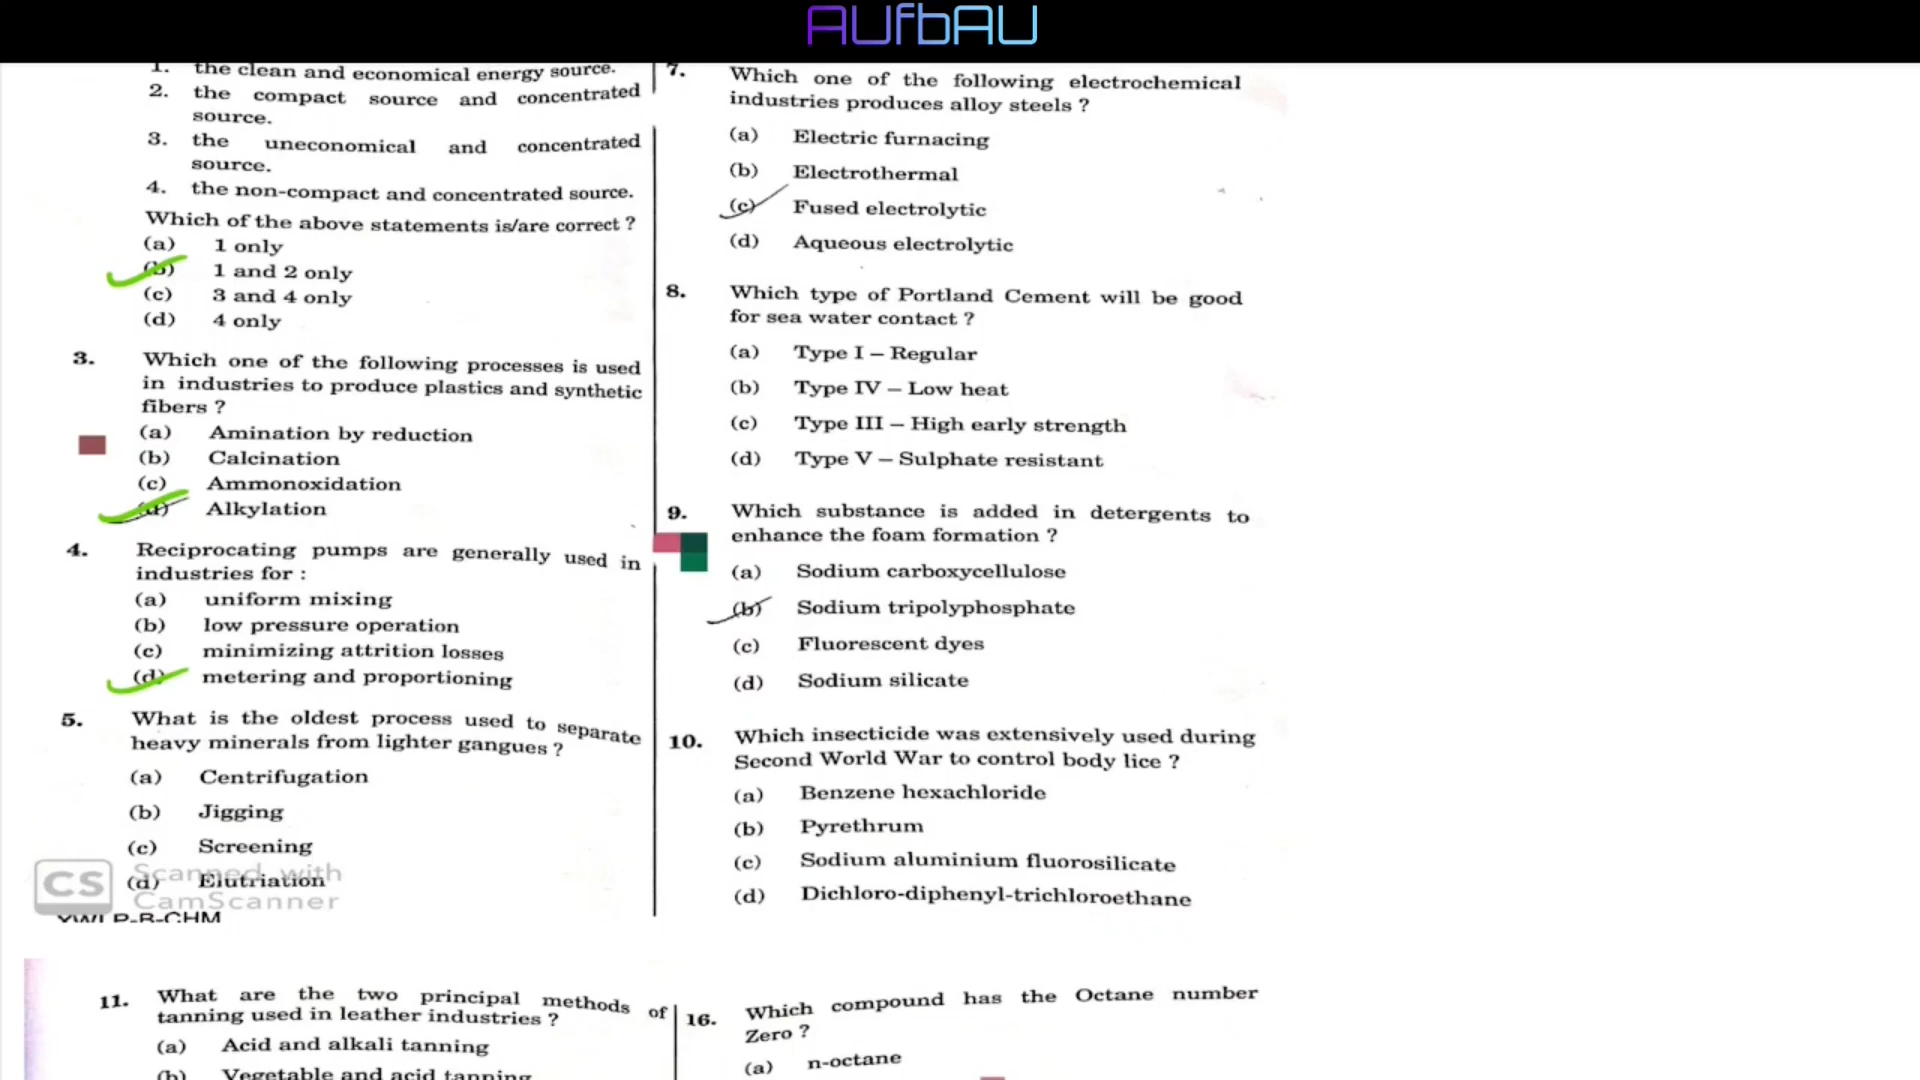 AUFBAU
1. the clean and economical energy source.
2. the compact source and concentrated
source.
3. the uneconomical and concentrated
source.
4. the non-compact and concentrated source.
Which of the above statements is/are correct ?
(a) 1 only
(b) 1 and 2 only
(c) 3 and 4 only
(d) 4 only
3. Which one of the following processes is used
in industries to produce plastics and synthetic
fibers ?
(a) Amination by reduction
(b) Calcination
(c) Ammonoxidation
(d) Alkylation
4. Reciprocating pumps are generally used in
industries for :
(a) uniform mixing
(b) low pressure operation
(c) minimizing attrition losses
(d) metering and proportioning
5. What is the oldest process used to separate
heavy minerals from lighter gangues ?
(a) Centrifugation
(b) Jigging
(c) Screening
(d) Elutriation
CS Scanned with
CamScanner
YWLP-B-CHM
7. Which one of the following electrochemical
industries produces alloy steels ?
(a) Electric furnacing
(b) Electrothermal
(c) Fused electrolytic
(d) Aqueous electrolytic
8. Which type of Portland Cement will be good
for sea water contact ?
(a) Type I – Regular
(b) Type IV – Low heat
(c) Type III – High early strength
(d) Type V – Sulphate resistant
9. Which substance is added in detergents to
enhance the foam formation ?
(a) Sodium carboxycellulose
(b) Sodium tripolyphosphate
(c) Fluorescent dyes
(d) Sodium silicate
10. Which insecticide was extensively used during
Second World War to control body lice ?
(a) Benzene hexachloride
(b) Pyrethrum
(c) Sodium aluminium fluorosilicate
(d) Dichloro-diphenyl-trichloroethane
11. What are the two principal methods of
tanning used in leather industries ?
(a) Acid and alkali tanning
(b) Vegetable and acid tanning
16. Which compound has the Octane number
Zero ?
(a) n-octane